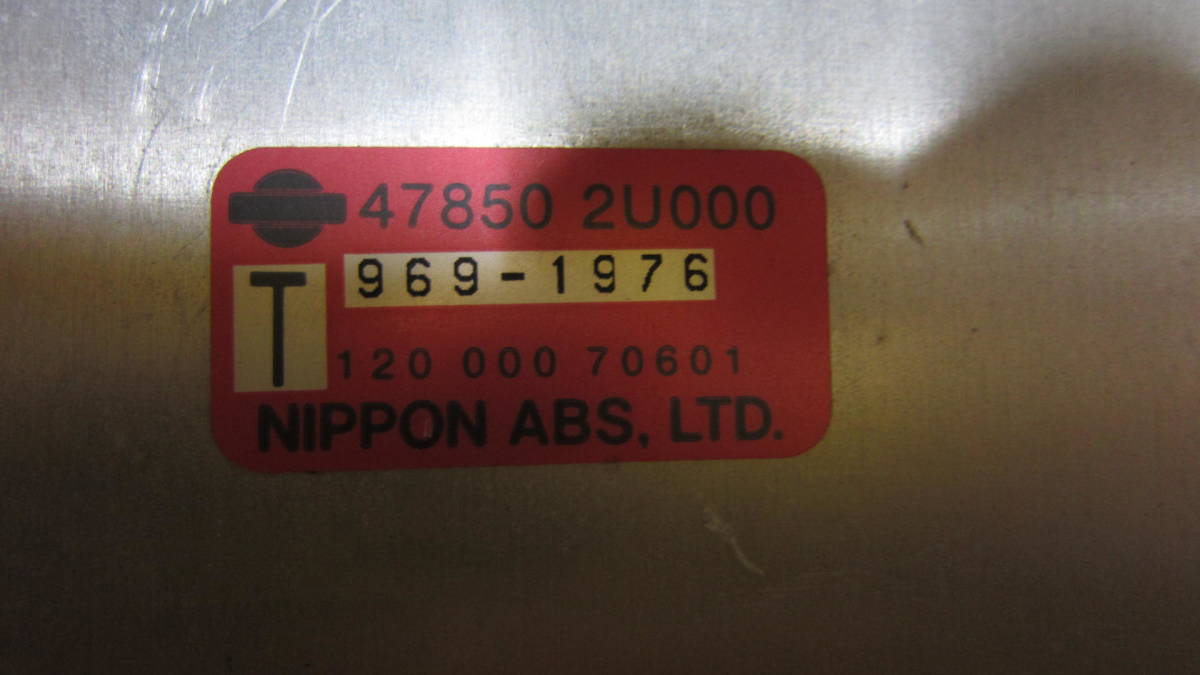 47850 2U000
969-1976
T
120 000 70601
NIPPON ABS, LTD.